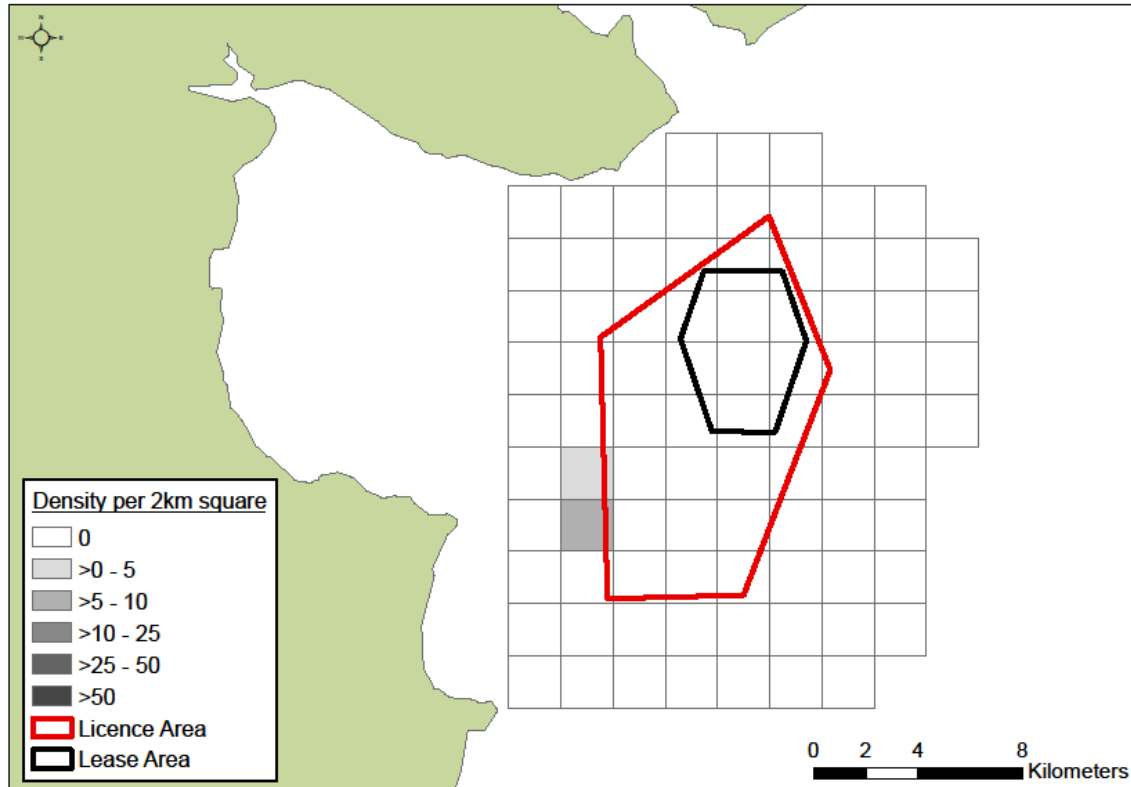 N
W
E
S
Density per 2km square
0
>0 - 5
>5 - 10
>10 - 25
>25 - 50
>50
Licence Area
Lease Area
0 2 4 8
Kilometers